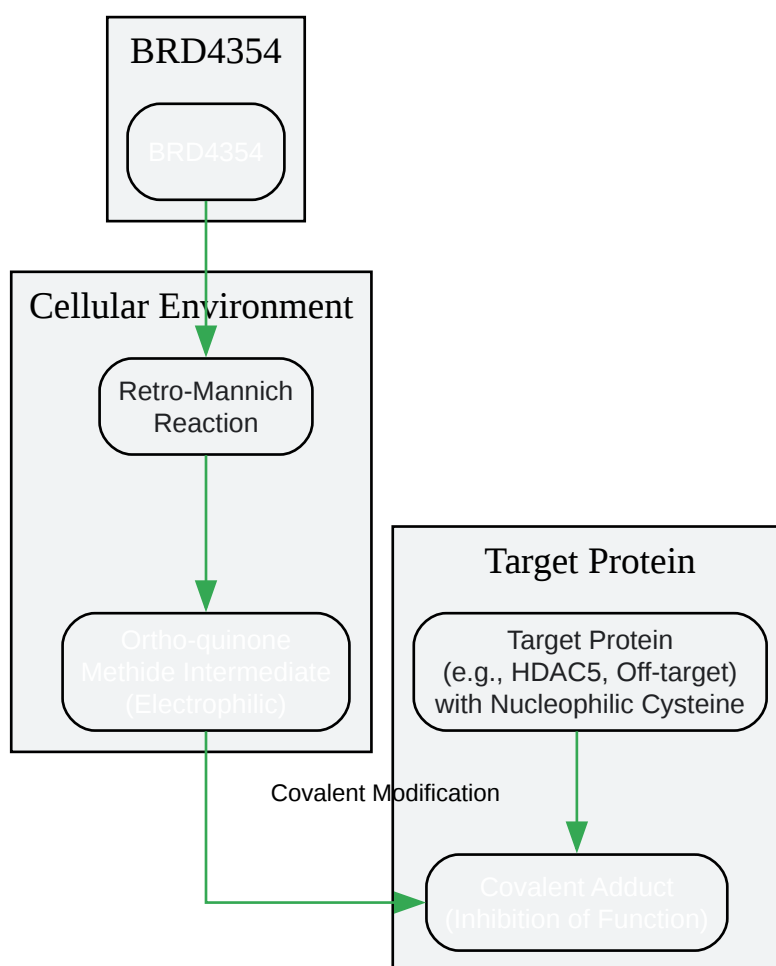 BRD4354
BRD4354
Cellular Environment
Retro-Mannich
Reaction
Ortho-quinone
Methide Intermediate
(Electrophilic)
Target Protein
Target Protein
(e.g., HDAC5, Off-target)
with Nucleophilic Cysteine
Covalent Modification
Covalent Adduct
(Inhibition of Function)